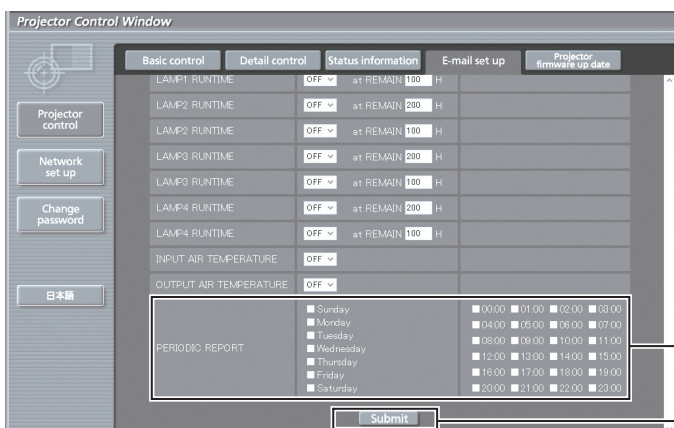 Projector Control Window
Basic control Detail control Status information E-mail set up Projector firmware up date
Projector control
Network set up
Change password
日本語
LAMP1 RUNTIME OFF at REMAIN 100 H
LAMP2 RUNTIME OFF at REMAIN 200 H
LAMP2 RUNTIME OFF at REMAIN 100 H
LAMP3 RUNTIME OFF at REMAIN 200 H
LAMP3 RUNTIME OFF at REMAIN 100 H
LAMP4 RUNTIME OFF at REMAIN 200 H
LAMP4 RUNTIME OFF at REMAIN 100 H
INPUT AIR TEMPERATURE OFF
OUTPUT AIR TEMPERATURE OFF
PERIODIC REPORT
Sunday
Monday
Tuesday
Wednesday
Thursday
Friday
Saturday
00:00 01:00 02:00 03:00
04:00 05:00 06:00 07:00
08:00 09:00 10:00 11:00
12:00 13:00 14:00 15:00
16:00 17:00 18:00 19:00
20:00 21:00 22:00 23:00
Submit